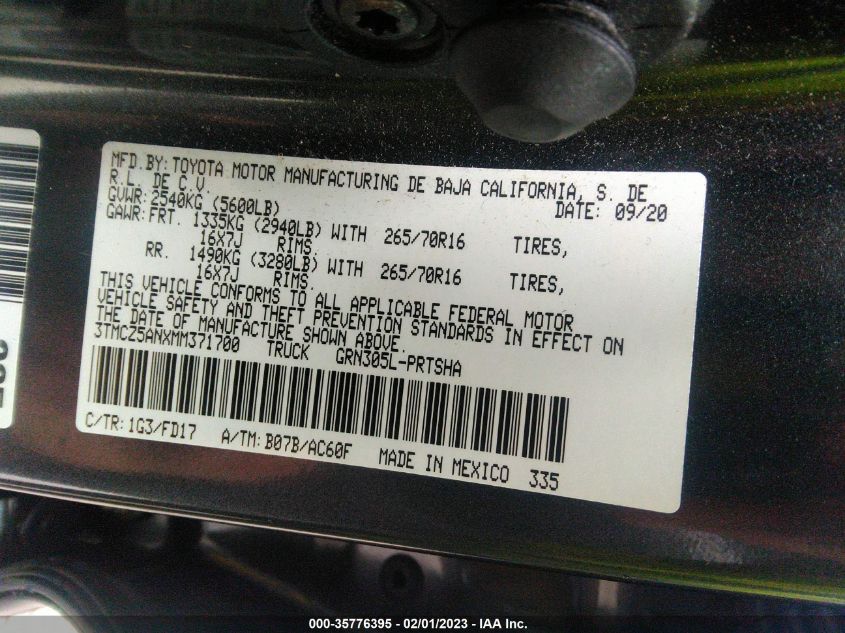 MFD. BY: TOYOTA MOTOR MANUFACTURING DE BAJA CALIFORNIA, S. DE
R.L. DE C.V.
DATE: 09/20
GVWR: 2540KG (5600LB)
GAWR: FRT. 1335KG (2940LB) WITH 265/70R16 TIRES,
16X7J RIMS.
RR. 1490KG (3280LB) WITH 265/70R16 TIRES,
16X7J RIMS.
THIS VEHICLE CONFORMS TO ALL APPLICABLE FEDERAL MOTOR
VEHICLE SAFETY AND THEFT PREVENTION STANDARDS IN EFFECT ON
THE DATE OF MANUFACTURE SHOWN ABOVE.
3TMCZ5ANXMM371700 TRUCK GRN305L-PRTSHA
C/TR: 1G3/FD17 A/TM: B07B/AC60F MADE IN MEXICO 335
000-35776395 - 02/01/2023 - IAA Inc.